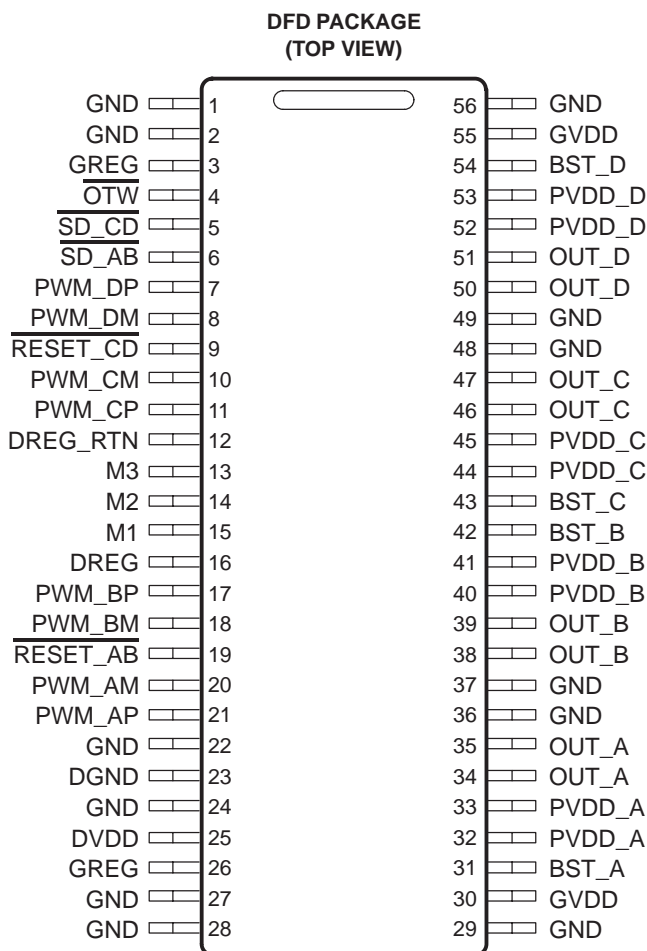 DFD PACKAGE
(TOP VIEW)
GND 1 56 GND
GND 2 55 GVDD
GREG 3 54 BST_D
OTW 4 53 PVDD_D
SD_CD 5 52 PVDD_D
SD_AB 6 51 OUT_D
PWM_DP 7 50 OUT_D
PWM_DM 8 49 GND
RESET_CD 9 48 GND
PWM_CM 10 47 OUT_C
PWM_CP 11 46 OUT_C
DREG_RTN 12 45 PVDD_C
M3 13 44 PVDD_C
M2 14 43 BST_C
M1 15 42 BST_B
DREG 16 41 PVDD_B
PWM_BP 17 40 PVDD_B
PWM_BM 18 39 OUT_B
RESET_AB 19 38 OUT_B
PWM_AM 20 37 GND
PWM_AP 21 36 GND
GND 22 35 OUT_A
DGND 23 34 OUT_A
GND 24 33 PVDD_A
DVDD 25 32 PVDD_A
GREG 26 31 BST_A
GND 27 30 GVDD
GND 28 29 GND